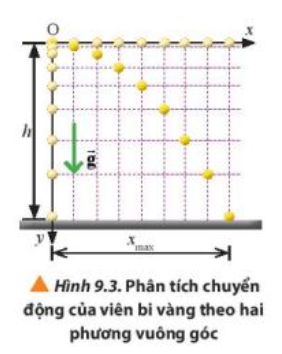 O
x
h
y
x max
▲ Hình 9.3. Phân tích chuyển
động của viên bi vàng theo hai
phương vuông góc